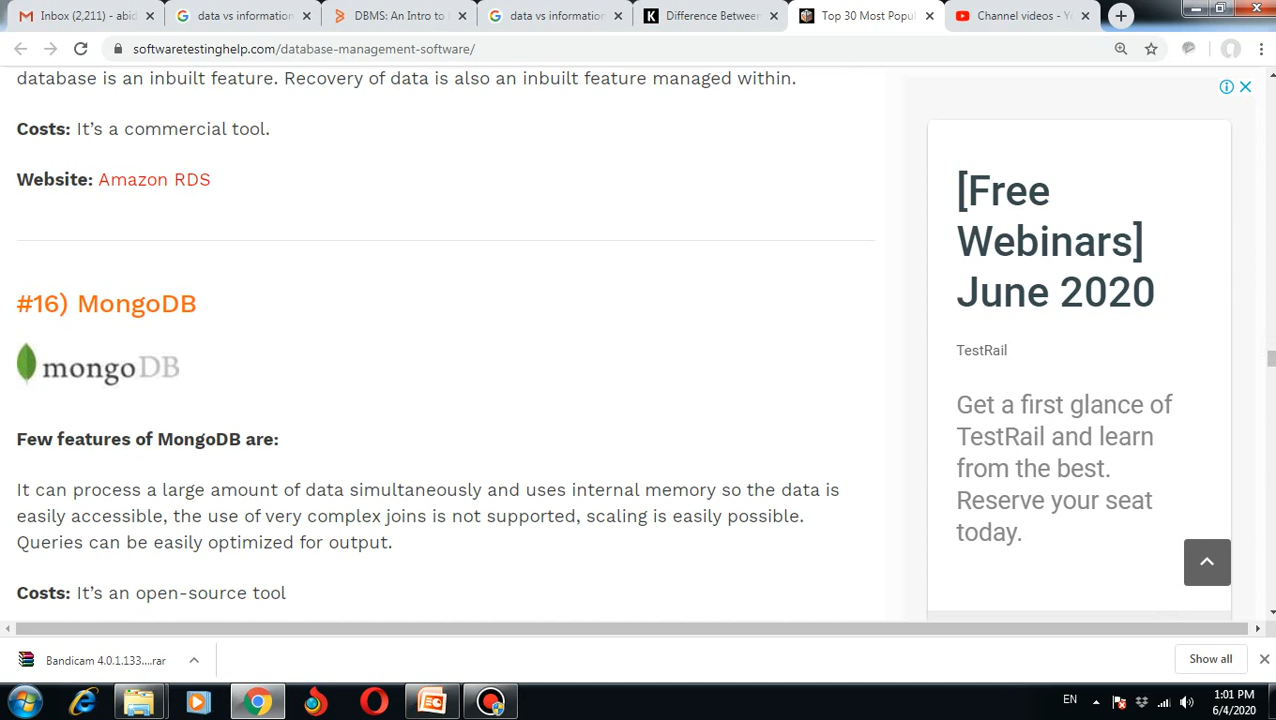 Inbox (2,211) - abid
data vs information
DBMS: An Intro to
Difference Between
Top 30 Most Popul
Channel videos - Y
softwaretestinghelp.com/database-management-software/
database is an inbuilt feature. Recovery of data is also an inbuilt feature managed within.
Costs: It's a commercial tool.
Website: Amazon RDS
#16) MongoDB
mongoDB
Few features of MongoDB are:
It can process a large amount of data simultaneously and uses internal memory so the data is
easily accessible, the use of very complex joins is not supported, scaling is easily possible.
Queries can be easily optimized for output.
Costs: It's an open-source tool
[Free
Webinars]
June 2020
TestRail
Get a first glance of
TestRail and learn
from the best.
Reserve your seat
today.
Bandicam 4.0.1.133....rar
Show all
EN
1:01 PM
6/4/2020